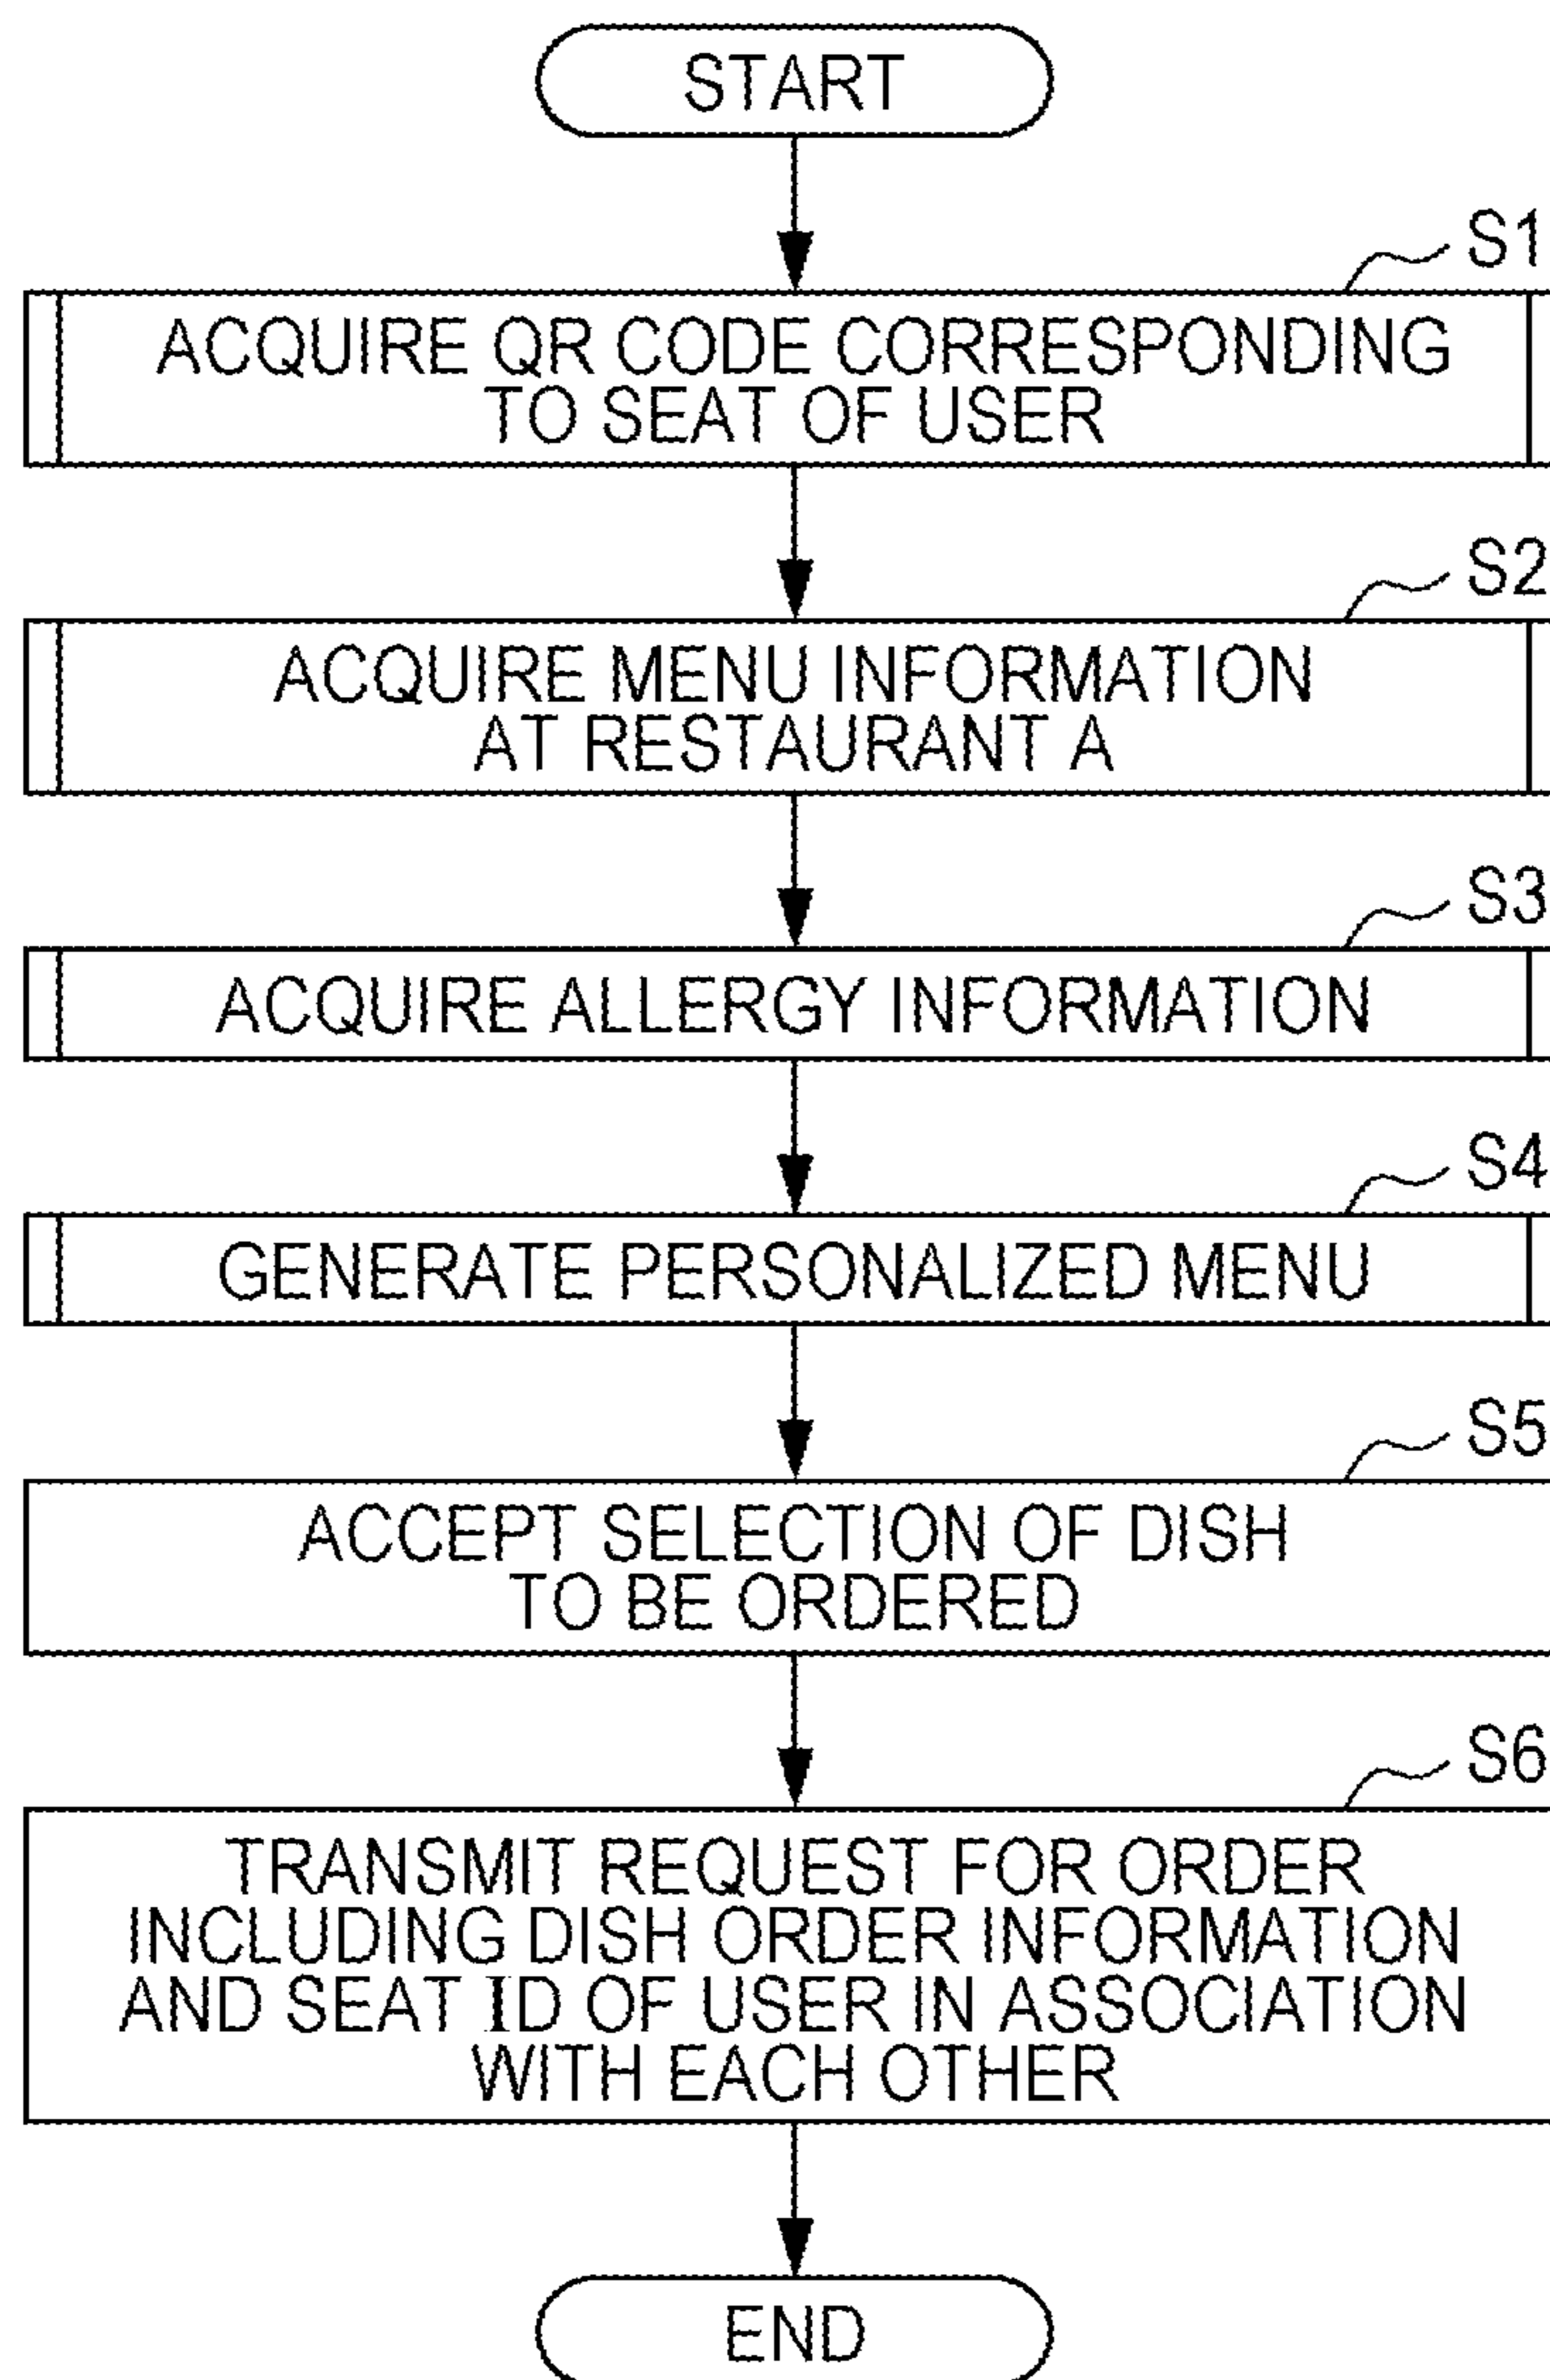 START
S1
ACQUIRE QR CODE CORRESPONDING
TO SEAT OF USER
S2
ACQUIRE MENU INFORMATION
AT RESTAURANT A
S3
ACQUIRE ALLERGY INFORMATION
S4
GENERATE PERSONALIZED MENU
S5
ACCEPT SELECTION OF DISH
TO BE ORDERED
S6
TRANSMIT REQUEST FOR ORDER
INCLUDING DISH ORDER INFORMATION
AND SEAT ID OF USER IN ASSOCIATION
WITH EACH OTHER
END